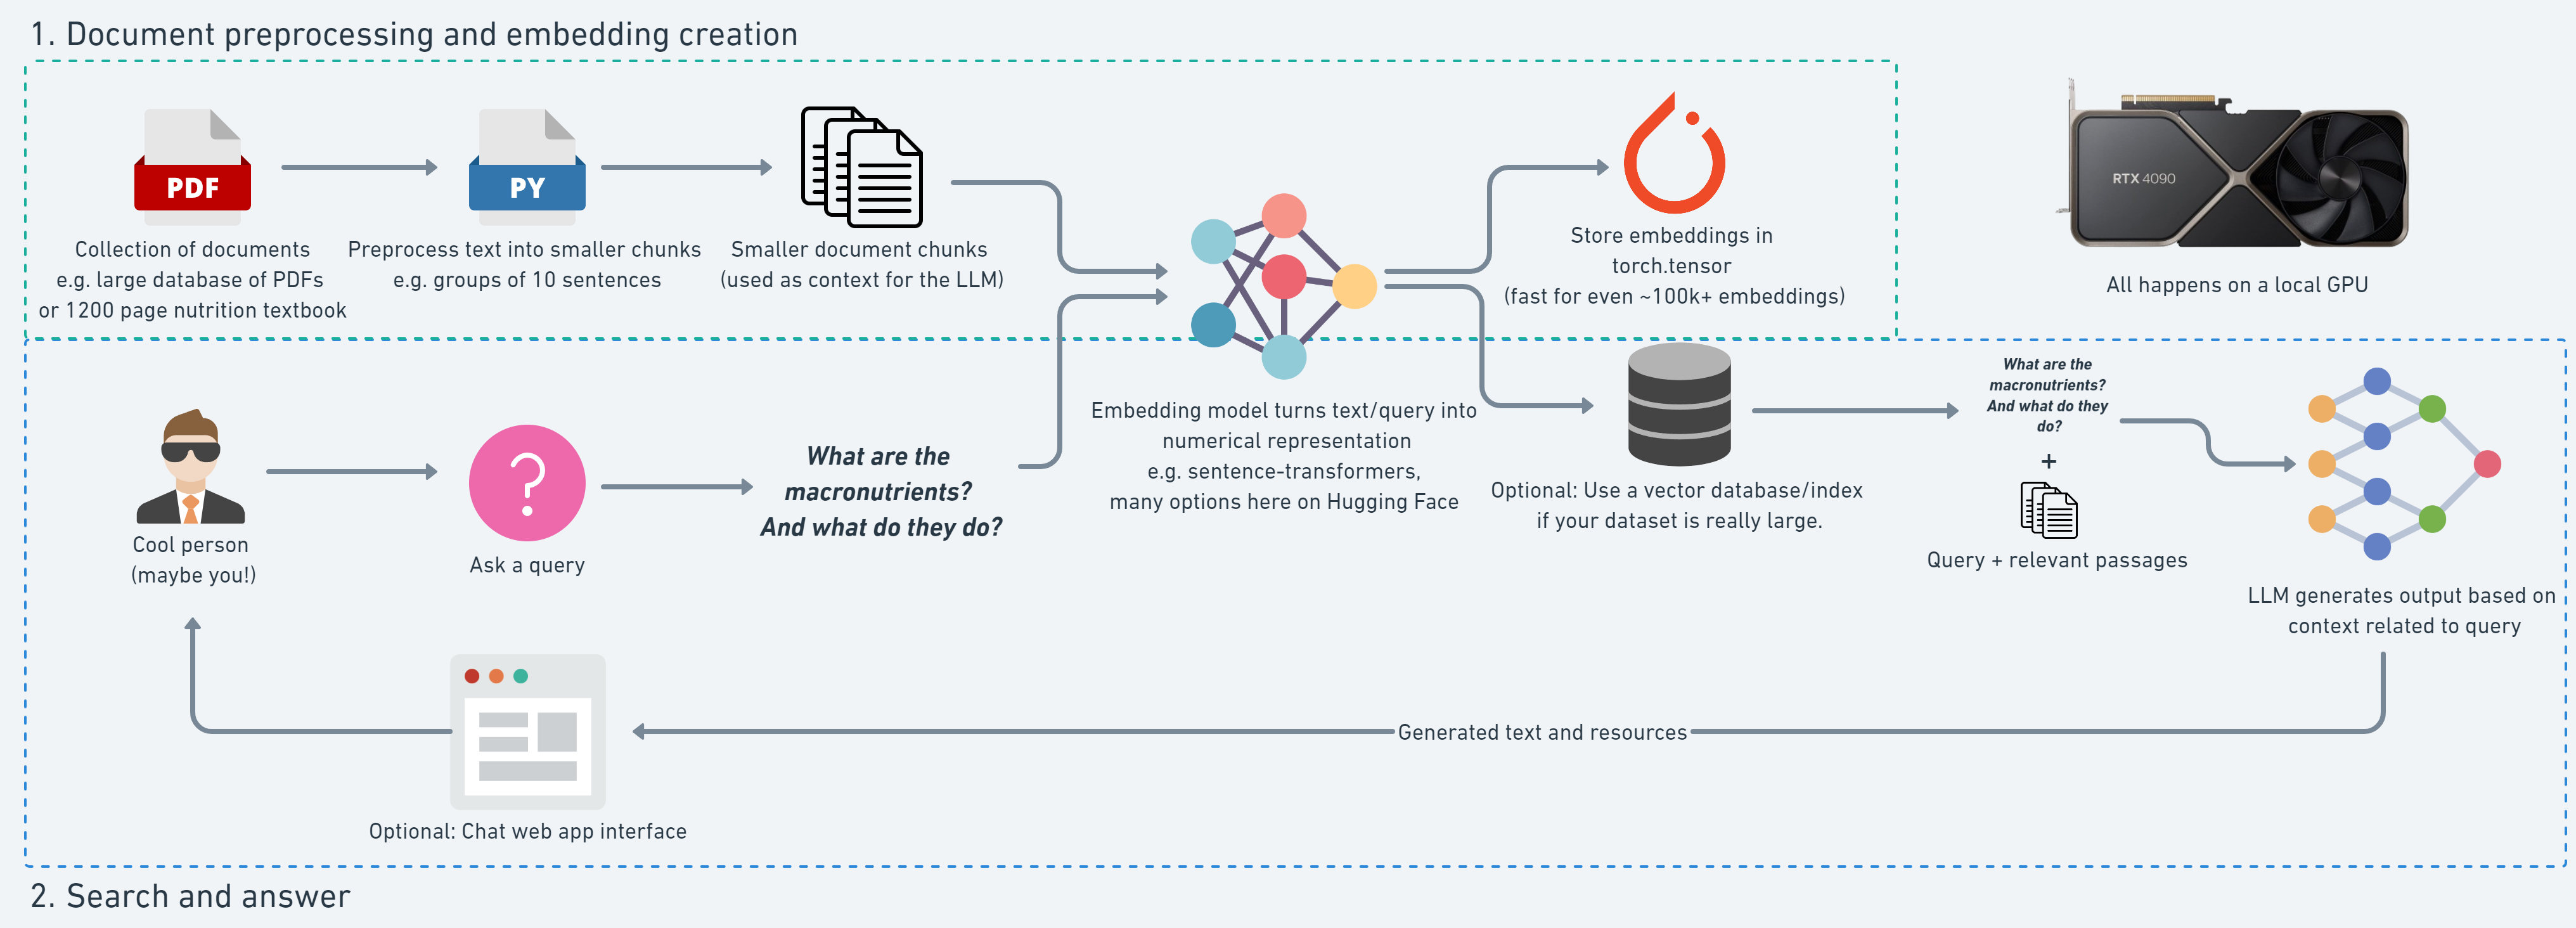 1. Document preprocessing and embedding creation
PDF
Collection of documents
e.g. large database of PDFs
or 1200 page nutrition textbook
PY
Preprocess text into smaller chunks
e.g. groups of 10 sentences
Smaller document chunks
(used as context for the LLM)
Store embeddings in
torch.tensor
(fast for even ~100k+ embeddings)
RTX 4090
All happens on a local GPU
Cool person
(maybe you!)
?
Ask a query
What are the
macronutrients?
And what do they do?
Embedding model turns text/query into
numerical representation
e.g. sentence-transformers,
many options here on Hugging Face
Optional: Use a vector database/index
if your dataset is really large.
What are the
macronutrients?
And what do they
do?
+
Query + relevant passages
LLM generates output based on
context related to query
Generated text and resources
Optional: Chat web app interface
2. Search and answer